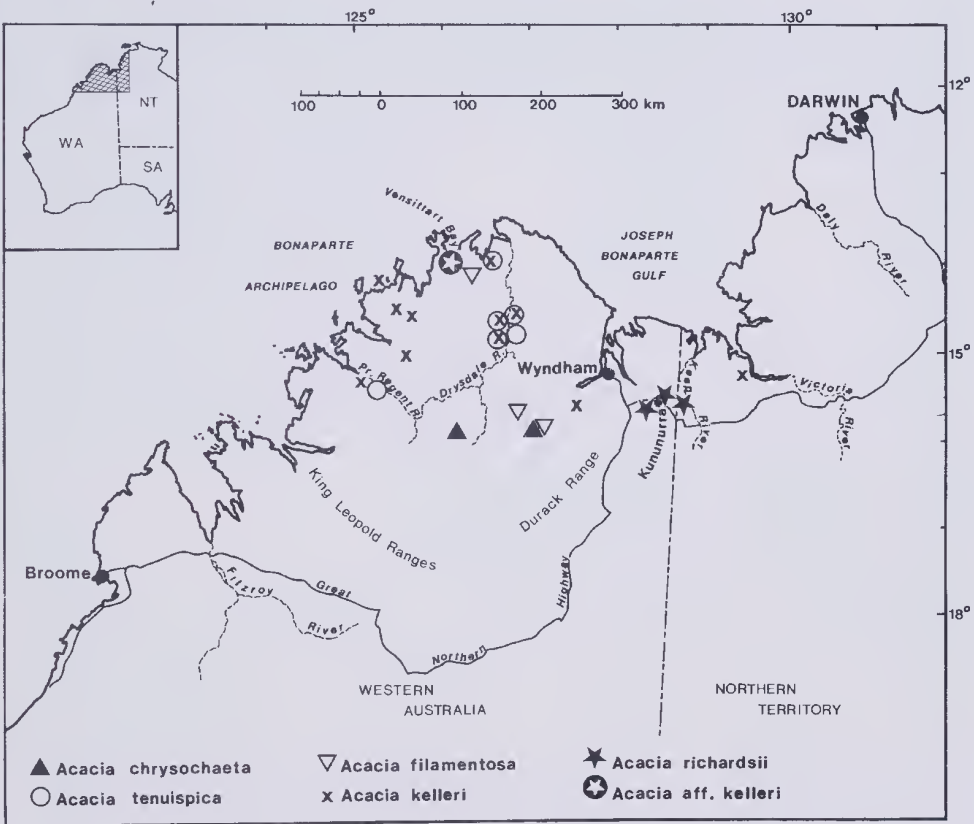 125° 130°
12°
15°
18°
WA
NT
SA
100 0 100 200 300 km
DARWIN
Vansittart Bay
BONAPARTE
ARCHIPELAGO
JOSEPH
BONAPARTE
GULF
Daly River
Pr. Regent R.
Drysdale R.
Wyndham
Keep River
Victoria River
Kununurra
King Leopold Ranges
Durack Range
Broome
Fitzroy River
Great Northern Highway
WESTERN
AUSTRALIA
NORTHERN
TERRITORY
Acacia chrysochaeta
Acacia filamentosa
Acacia richardsii
Acacia tenuispica
x Acacia kelleri
Acacia aff. kelleri